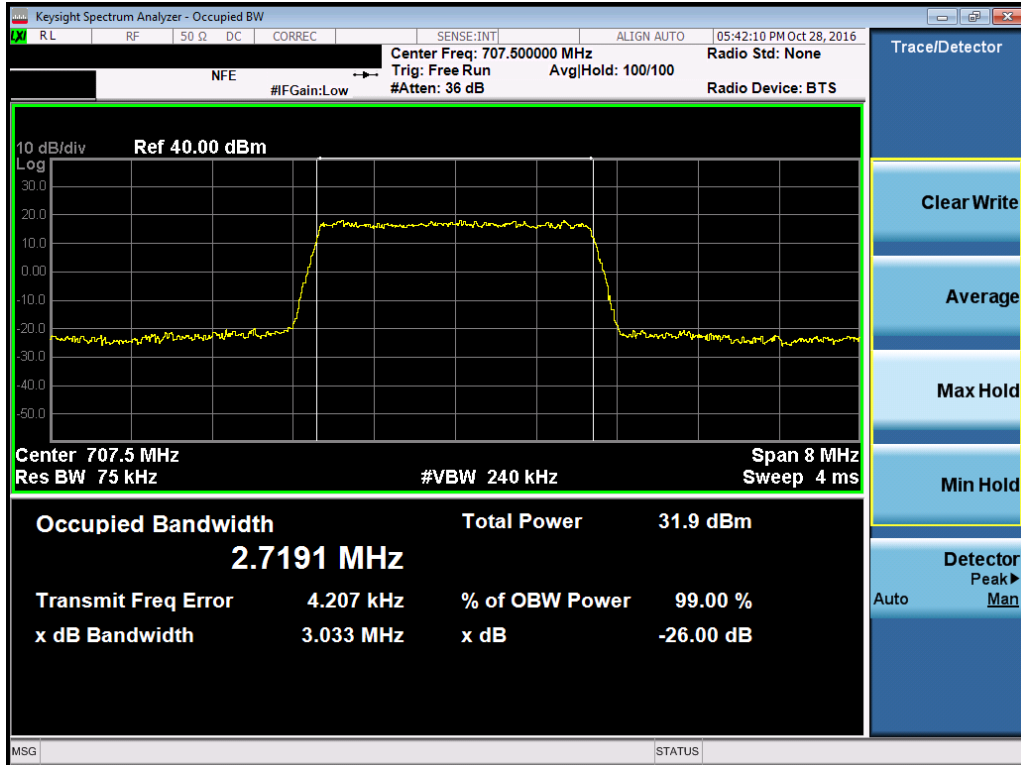 Keysight Spectrum Analyzer - Occupied BW
LXI RL RF 50 Ω DC CORREC SENSE:INT ALIGN AUTO 05:42:10 PM Oct 28, 2016
Center Freq: 707.500000 MHz Radio Std: None
NFE Trig: Free Run Avg|Hold: 100/100
#IFGain:Low #Atten: 36 dB Radio Device: BTS
10 dB/div Ref 40.00 dBm
Log
30.0
20.0
10.0
0.00
-10.0
-20.0
-30.0
-40.0
-50.0
Center 707.5 MHz Span 8 MHz
Res BW 75 kHz #VBW 240 kHz Sweep 4 ms
Occupied Bandwidth Total Power 31.9 dBm
2.7191 MHz
Transmit Freq Error 4.207 kHz % of OBW Power 99.00 %
x dB Bandwidth 3.033 MHz x dB -26.00 dB
MSG STATUS
Trace/Detector
Clear Write
Average
Max Hold
Min Hold
Detector
Peak▶
Auto Man